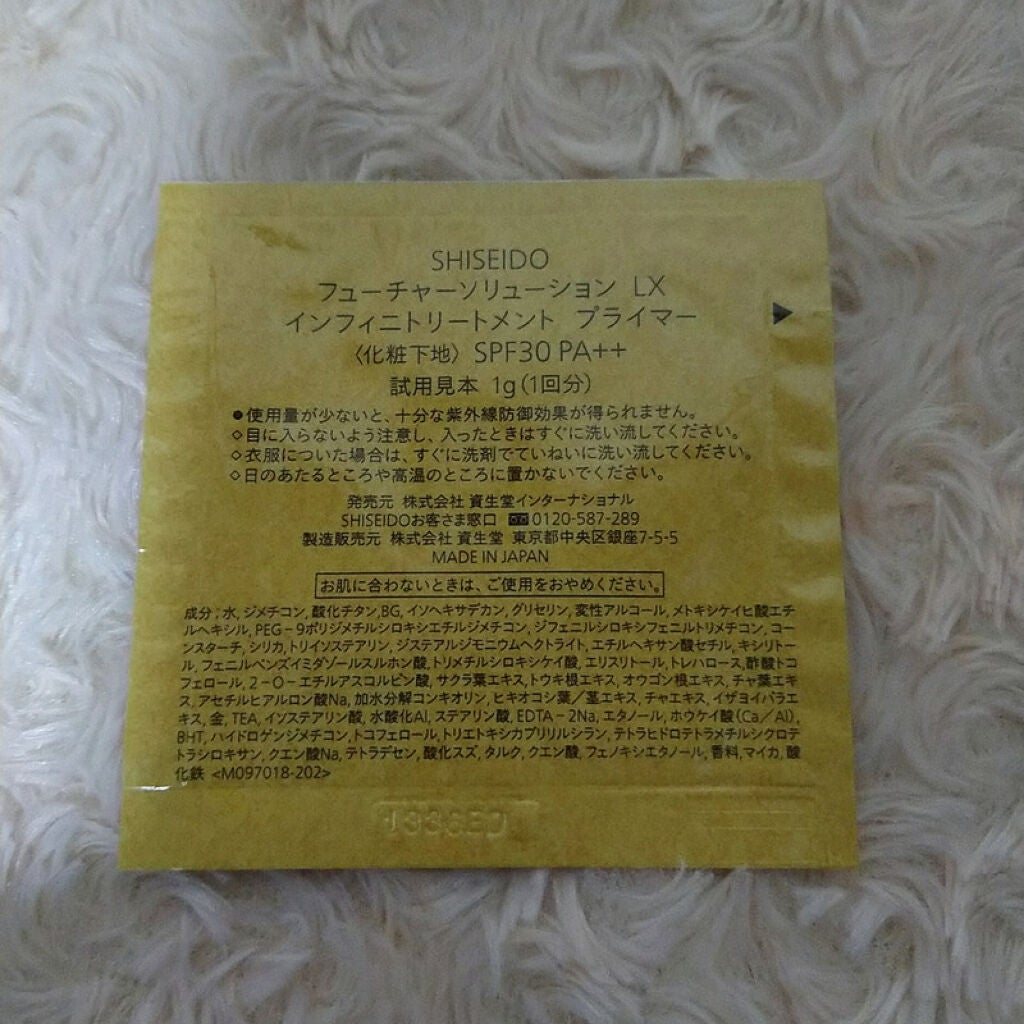 SHISEIDO
フューチャーソリューション LX
インフィニトリートメント プライマー
〈化粧下地〉 SPF30 PA++
試用見本 1g(1回分)
●使用量が少ないと、十分な紫外線防御効果が得られません。
◇目に入らないよう注意し、入ったときはすぐに洗い流してください。
◇衣服についた場合は、すぐに洗剤でていねいに洗い流してください。
◇日のあたるところや高温のところに置かないでください。
発売元 株式会社 資生堂インターナショナル
SHISEIDOお客さま窓口 0120-587-289
製造販売元 株式会社 資生堂 東京都中央区銀座7-5-5
MADE IN JAPAN
お肌に合わないときは、ご使用をおやめください。
成分：水, ジメチコン, 酸化チタン,BG, イソヘキサデカン, グリセリン, 変性アルコール, メトキシケイヒ酸エチ
ルヘキシル, PEG－9ポリジメチルシロキシエチルジメチコン, ジフェニルシロキシフェニルトリメチコン, コー
ンスターチ, シリカ, トリイソステアリン, ジステアルジモニウムヘクトライト, エチルヘキサン酸セチル, キシリトー
ル, フェニルベンズイミダゾールスルホン酸, トリメチルシロキシケイ酸, エリスリトール, トレハロース,酢酸トコ
フェロール, 2－O－エチルアスコルビン酸, サクラ葉エキス, トウキ根エキス, オウゴン根エキス, チャ葉エキ
ス, アセチルヒアルロン酸Na, 加水分解コンキオリン, ヒキオコシ葉／茎エキス, チャエキス, イザヨイバラエ
キス, 金, TEA, イソステアリン酸, 水酸化Al, ステアリン酸, EDTA－2Na, エタノール, ホウケイ酸(Ca／Al),
BHT, ハイドロゲンジメチコン, トコフェロール, トリエトキシカプリリルシラン, テトラヒドロテトラメチルシクロテ
トラシロキサン, クエン酸Na, テトラデセン, 酸化スズ, タルク, クエン酸, フェノキシエタノール, 香料,マイカ, 酸
化鉄 <M097018-202>